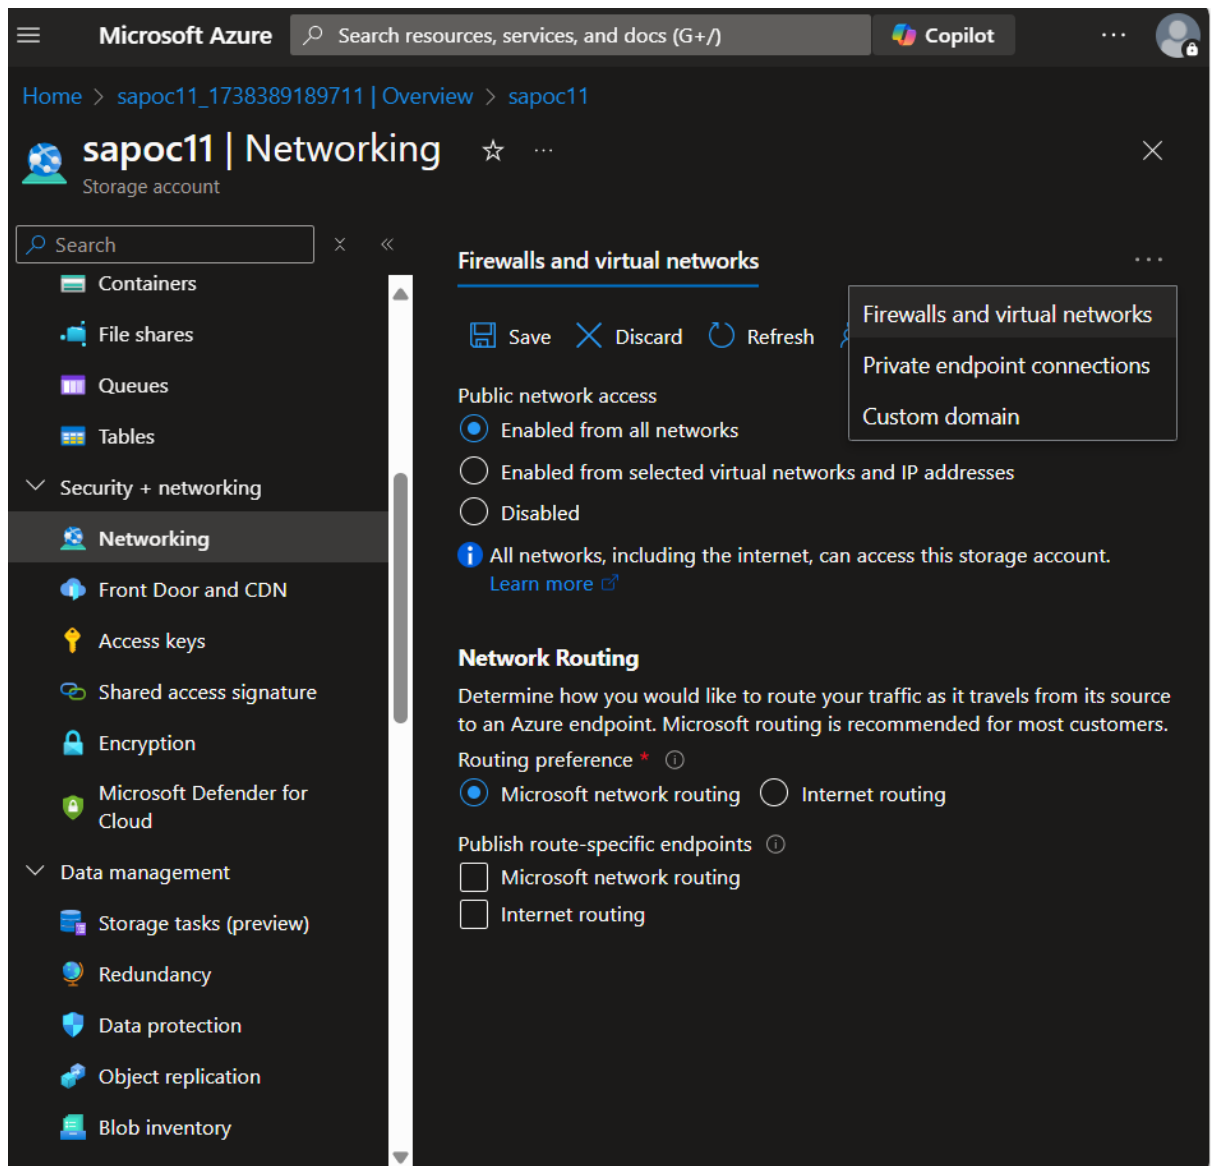 Microsoft Azure
Search resources, services, and docs (G+/)
Copilot
Home > sapoc11_1738389189711 | Overview > sapoc11
sapoc11 | Networking
Storage account
Search
Containers
File shares
Queues
Tables
Security + networking
Networking
Front Door and CDN
Access keys
Shared access signature
Encryption
Microsoft Defender for
Cloud
Data management
Storage tasks (preview)
Redundancy
Data protection
Object replication
Blob inventory
Firewalls and virtual networks
Firewalls and virtual networks
Private endpoint connections
Custom domain
Save
Discard
Refresh
Public network access
Enabled from all networks
Enabled from selected virtual networks and IP addresses
Disabled
All networks, including the internet, can access this storage account.
Learn more
Network Routing
Determine how you would like to route your traffic as it travels from its source
to an Azure endpoint. Microsoft routing is recommended for most customers.
Routing preference *
Microsoft network routing
Internet routing
Publish route-specific endpoints
Microsoft network routing
Internet routing